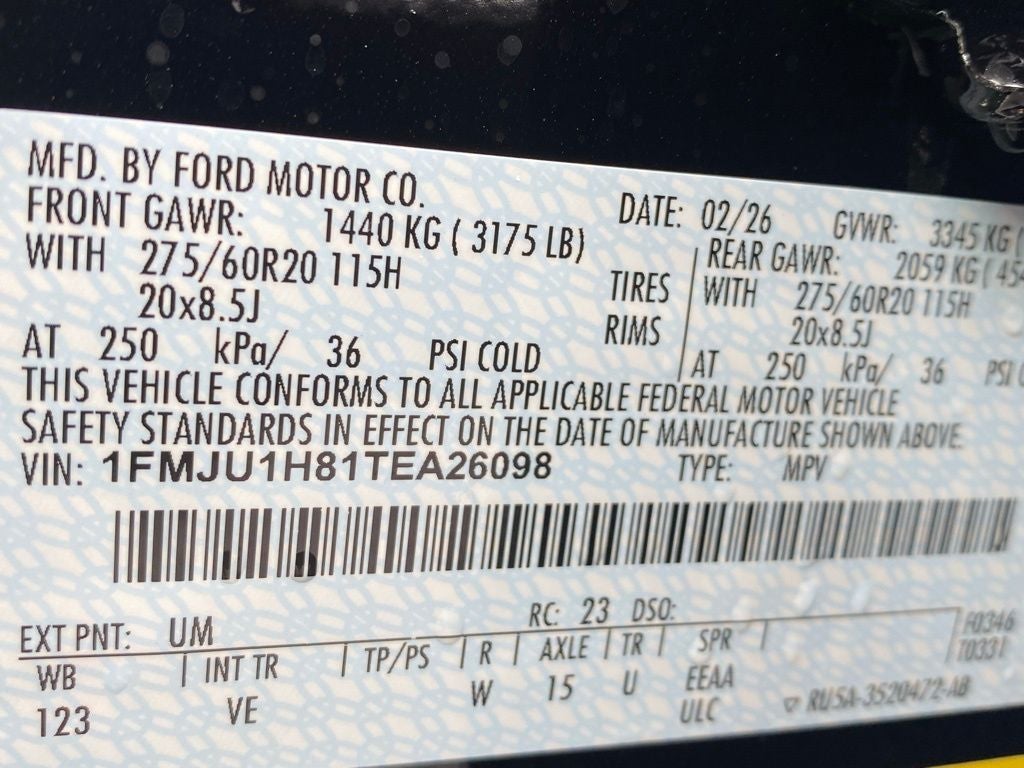 MFD. BY FORD MOTOR CO.
DATE: 02/26 GVWR: 3345 KG (
FRONT GAWR: 1440 KG ( 3175 LB)
REAR GAWR: 2059 KG ( 454
WITH 275/60R20 115H TIRES WITH 275/60R20 115H
20x8.5J RIMS 20x8.5J
AT 250 kPa/ 36 PSI COLD AT 250 kPa/ 36 PSI
THIS VEHICLE CONFORMS TO ALL APPLICABLE FEDERAL MOTOR VEHICLE
SAFETY STANDARDS IN EFFECT ON THE DATE OF MANUFACTURE SHOWN ABOVE.
VIN: 1FMJU1H81TEA26098 TYPE: MPV
EXT PNT: UM RC: 23 DSO: F0346
WB INT TR TP/PS R AXLE TR SPR T0331
123 VE W 15 U EEAA
ULC ▽ RUSA-3520472-AB